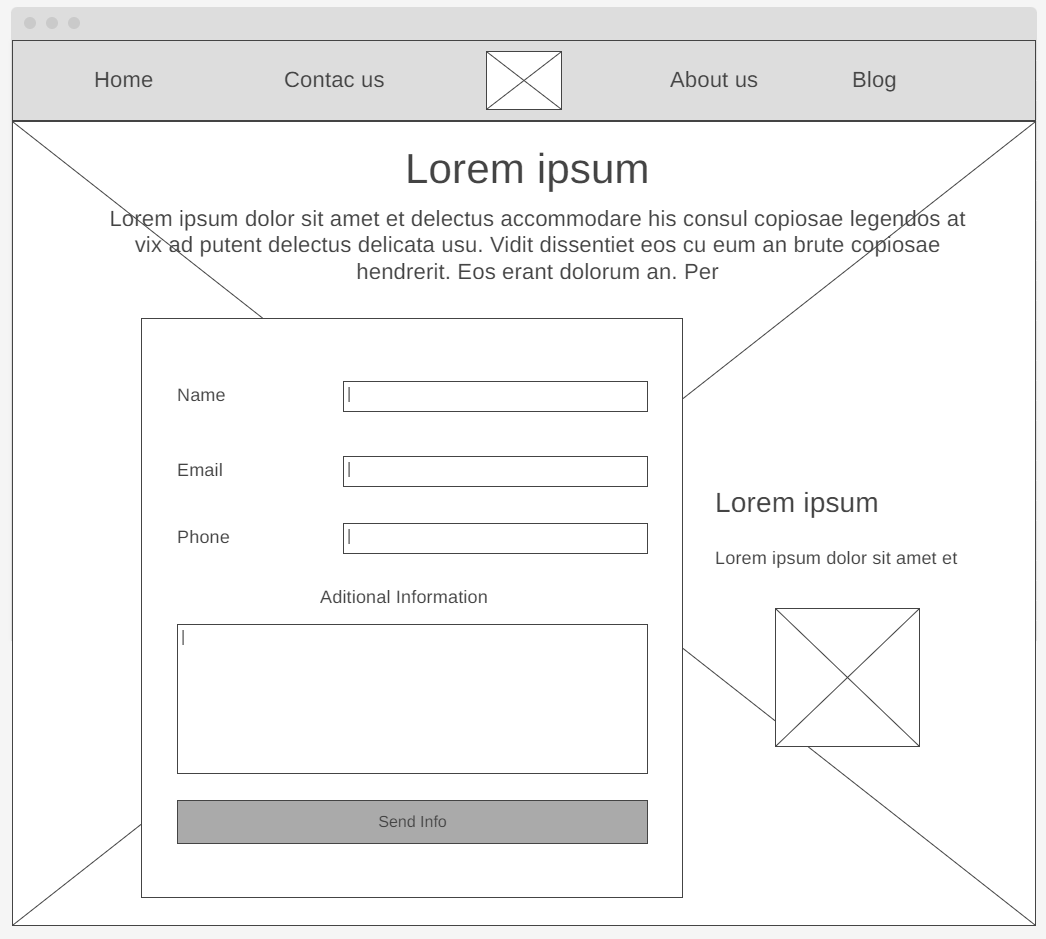 Home Contac us About us Blog
Lorem ipsum
Lorem ipsum dolor sit amet et delectus accommodare his consul copiosae legendos at
vix ad putent delectus delicata usu. Vidit dissentiet eos cu eum an brute copiosae
hendrerit. Eos erant dolorum an. Per
Name
Email
Phone
Aditional Information
Send Info
Lorem ipsum
Lorem ipsum dolor sit amet et